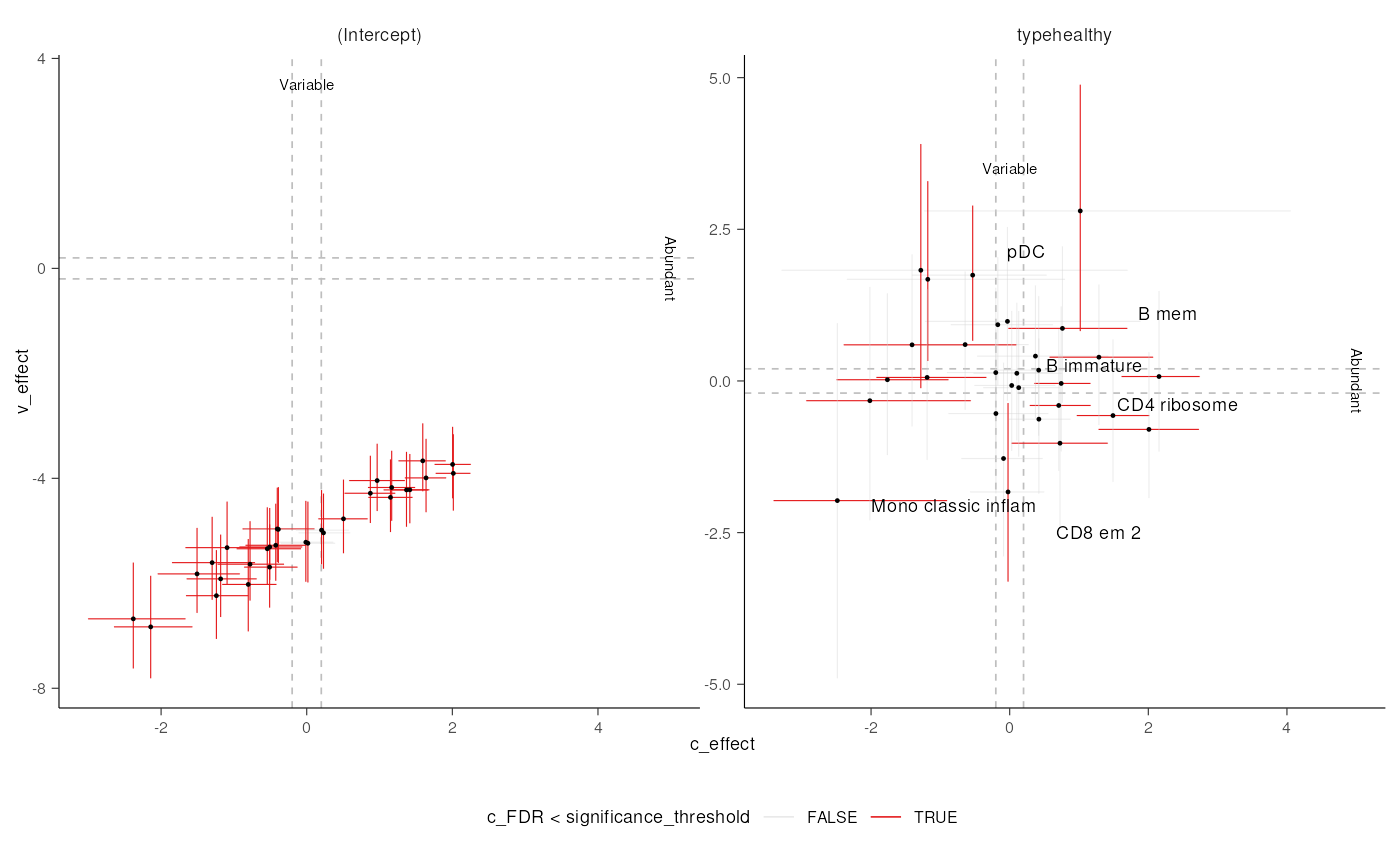 (Intercept)
typehealthy
4
0
-4
-8
Variable
Abundant
v_effect
-2
0
2
4
5.0
2.5
0.0
-2.5
-5.0
Variable
pDC
B mem
B immature
Abundant
CD4 ribosome
Mono classic inflam
CD8 em 2
-2
0
2
4
c_effect
c_FDR < significance_threshold
FALSE
TRUE